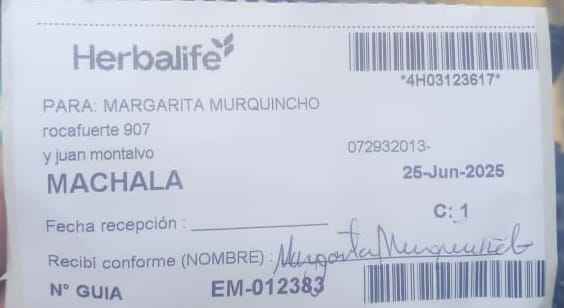 Herbalife
*4H03123617*
PARA: MARGARITA MURQUINCHO
rocafuerte 907
y juan montalvo 072932013-
MACHALA 25-Jun-2025
C: 1
Fecha recepción :
Recibi conforme (NOMBRE) : Margarita Murquincho
N° GUIA EM-012383